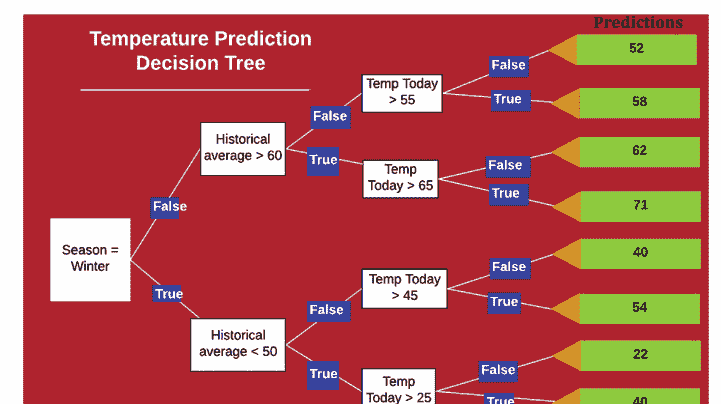 Predictions
Temperature Prediction
Decision Tree
52
False
Temp Today
> 55
True
58
False
Historical
average > 60
True
Temp
Today > 65
False
62
True
71
False
Season =
Winter
True
40
False
Temp Today
> 45
True
54
False
Historical
average < 50
True
22
False
Temp
Today > 25
True
40